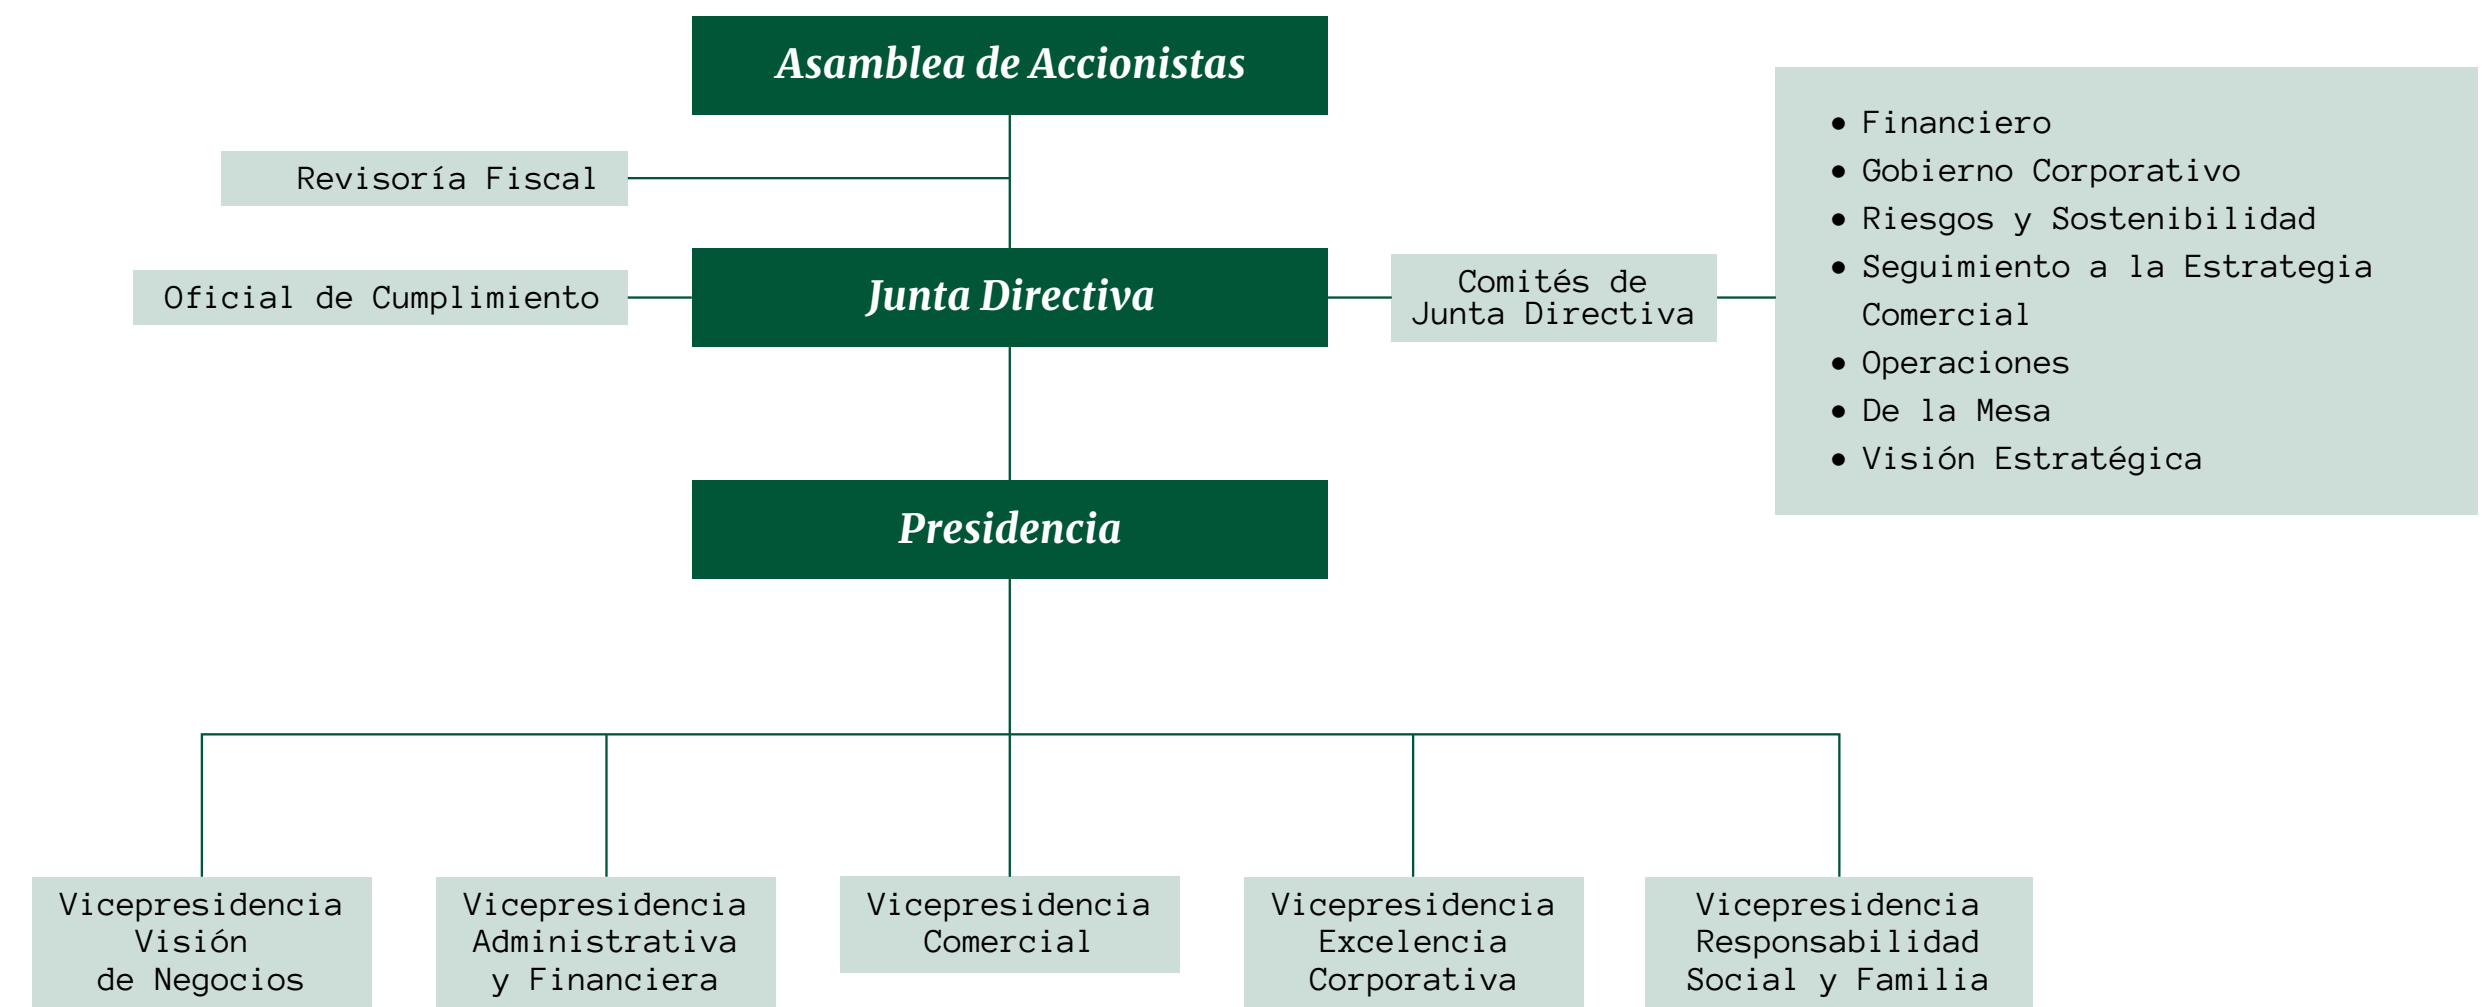 Asamblea de Accionistas
Revisoría Fiscal
Oficial de Cumplimiento
Junta Directiva
Comités de
Junta Directiva
• Financiero
• Gobierno Corporativo
• Riesgos y Sostenibilidad
• Seguimiento a la Estrategia
Comercial
• Operaciones
• De la Mesa
• Visión Estratégica
Presidencia
Vicepresidencia
Visión
de Negocios
Vicepresidencia
Administrativa
y Financiera
Vicepresidencia
Comercial
Vicepresidencia
Excelencia
Corporativa
Vicepresidencia
Responsabilidad
Social y Familia